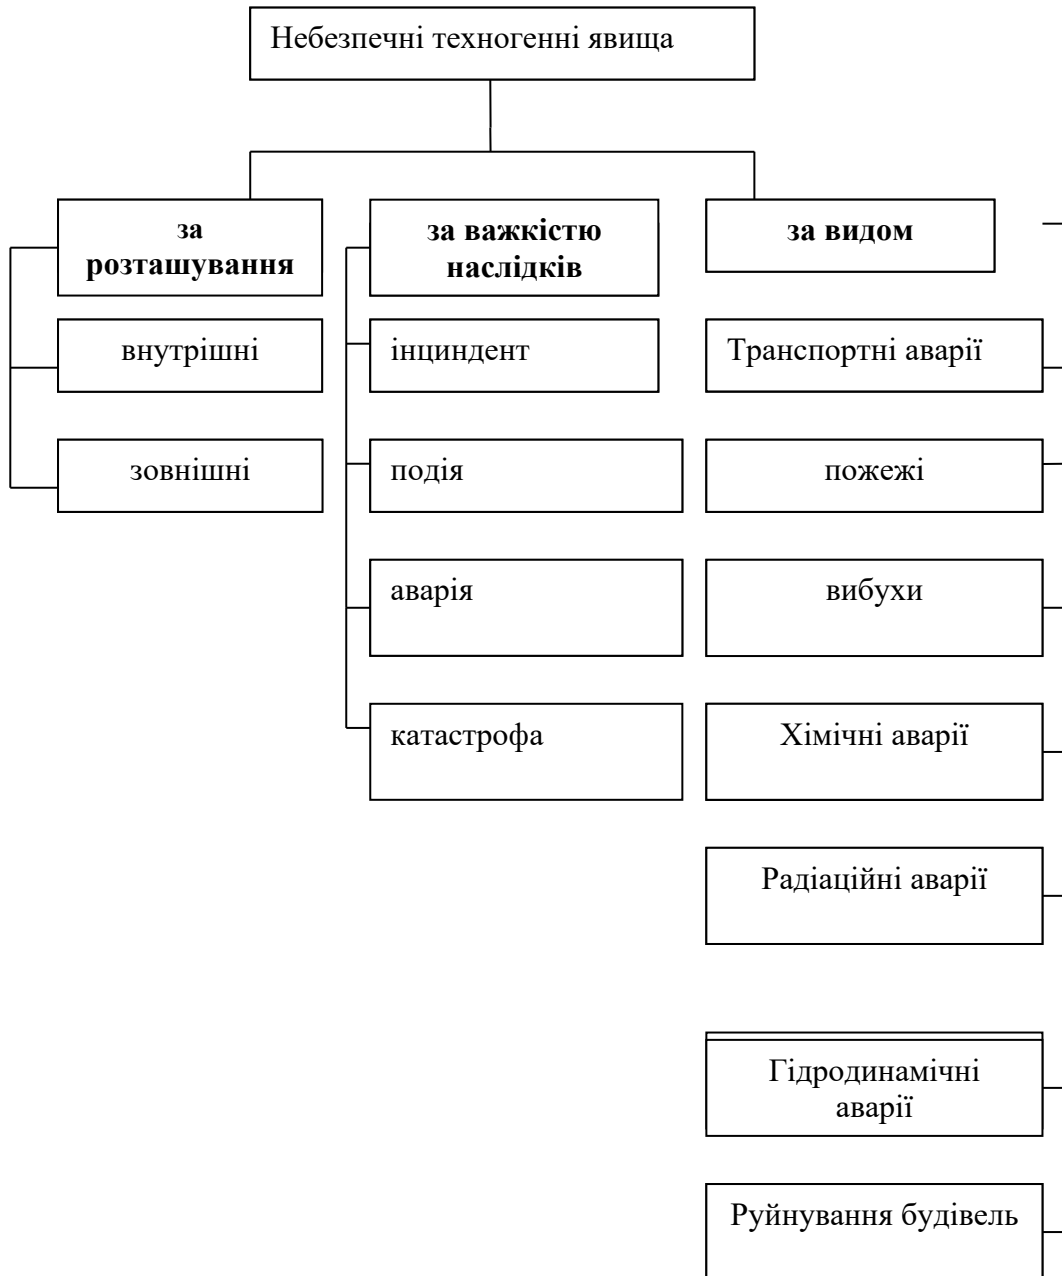 Небезпечні техногенні явища
за
розташування
за важкістю
наслідків
за видом
внутрішні
інциндент
Транспортні аварії
зовнішні
подія
пожежі
аварія
вибухи
катастрофа
Хімічні аварії
Радіаційні аварії
Гідродинамічні
аварії
Руйнування будівель